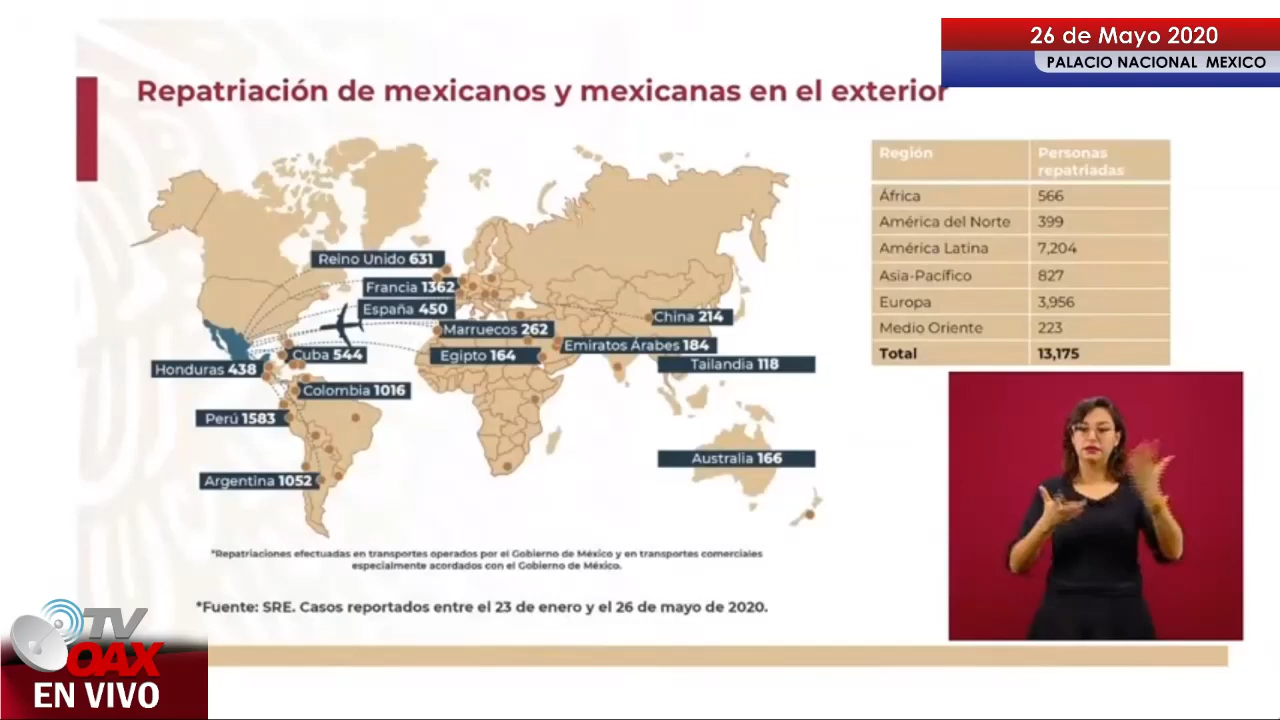 26 de Mayo 2020
PALACIO NACIONAL MEXICO
Repatriación de mexicanos y mexicanas en el exterior
Región Personas repatriadas
África 566
América del Norte 399
América Latina 7,204
Asia-Pacífico 827
Europa 3,956
Medio Oriente 223
Total 13,175
Reino Unido 631
Francia 1362
España 450
Marruecos 262
China 214
Emiratos Árabes 184
Cuba 544
Egipto 164
Tailandia 118
Honduras 438
Colombia 1016
Perú 1583
Australia 166
Argentina 1052
*Repatriaciones efectuadas en transportes operados por el Gobierno de México y en transportes comerciales
especialmente acordados con el Gobierno de México.
*Fuente: SRE. Casos reportados entre el 23 de enero y el 26 de mayo de 2020.
TV
OAX
EN VIVO